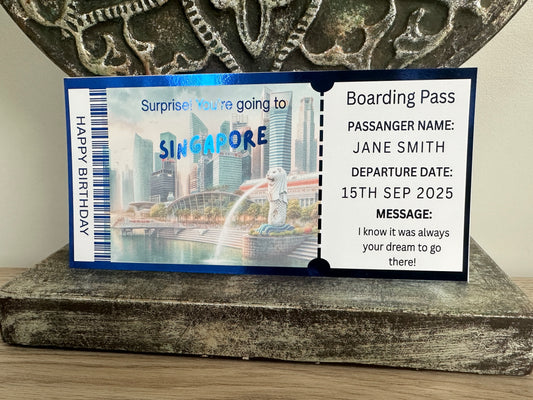 HAPPY BIRTHDAY
Surprise! You're going to
SINGAPORE
Boarding Pass
PASSANGER NAME:
JANE SMITH
DEPARTURE DATE:
15TH SEP 2025
MESSAGE:
I know it was always
your dream to go
there!